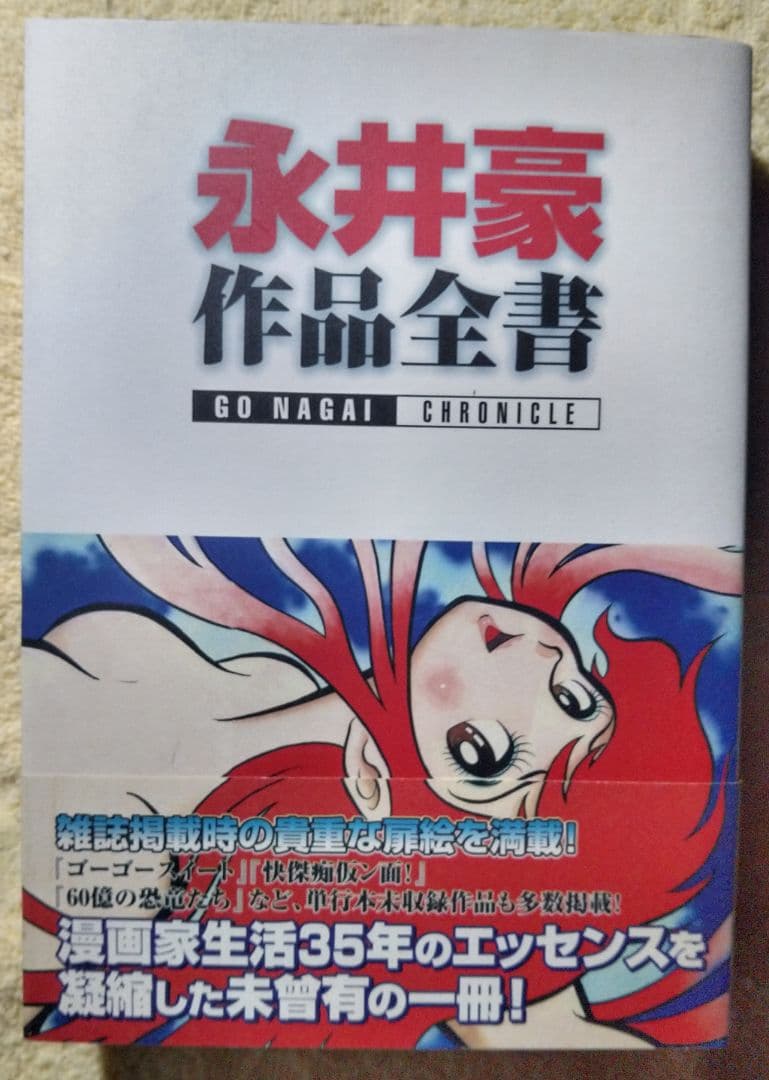 永井豪
作品全書
GO NAGAI CHRONICLE
雑誌掲載時の貴重な扉絵を満載!
『ゴーゴースイート』『快傑痴仮ン面!』
『60億の恐竜たち』など、単行本未収録作品も多数掲載!
漫画家生活35年のエッセンスを
凝縮した未曾有の一冊!